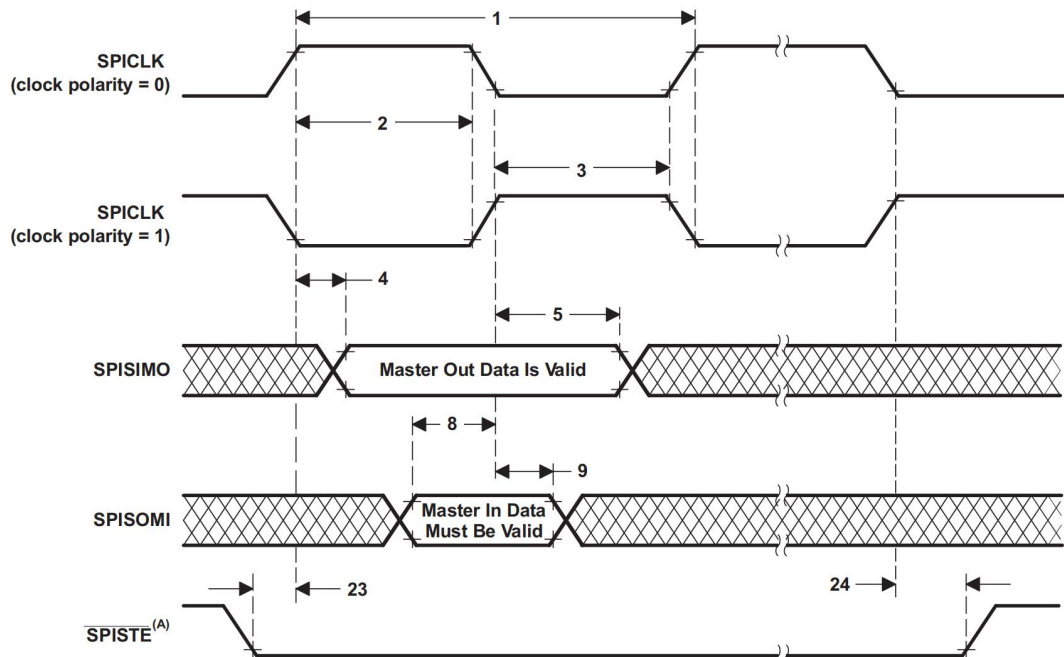 1
SPICLK
(clock polarity = 0)
2
3
SPICLK
(clock polarity = 1)
4
5
SPISIMO
Master Out Data Is Valid
8
9
SPISOMI
Master In Data
Must Be Valid
23
24
SPISTE(A)